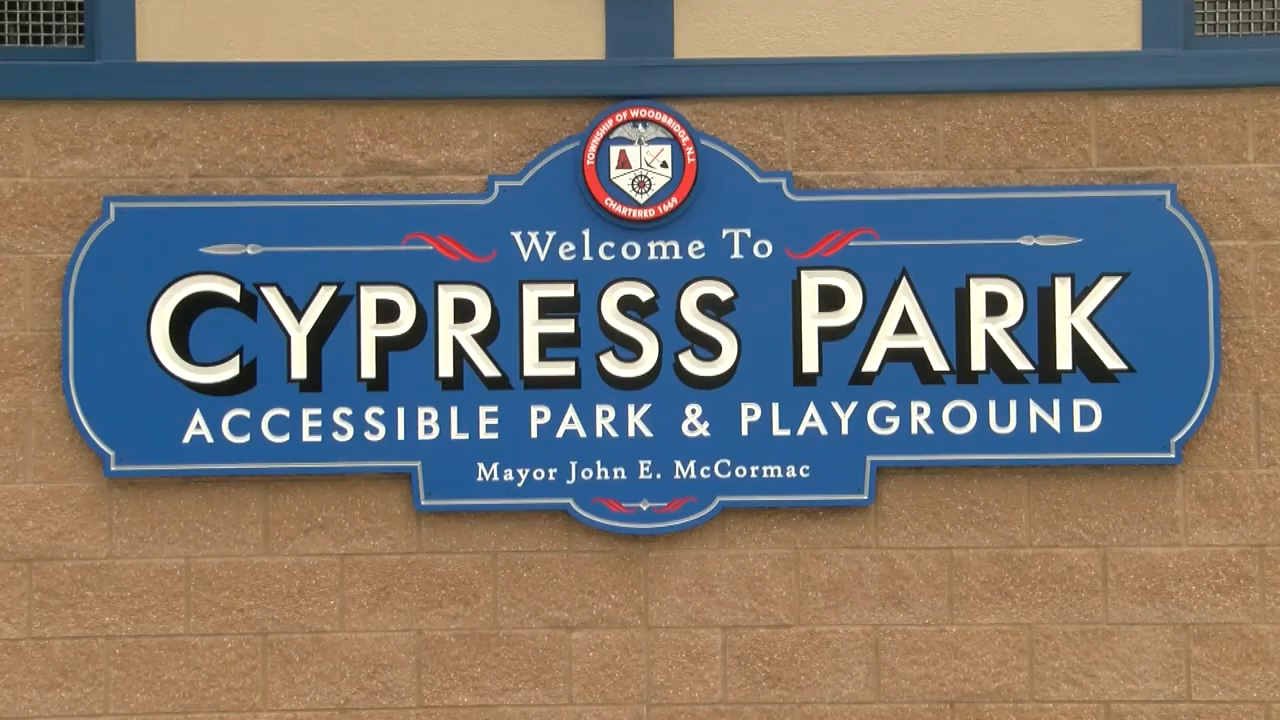 TOWNSHIP OF WOODBRIDGE, N.J.
CHARTERED 1669
Welcome To
CYPRESS PARK
ACCESSIBLE PARK & PLAYGROUND
Mayor John E. McCormac